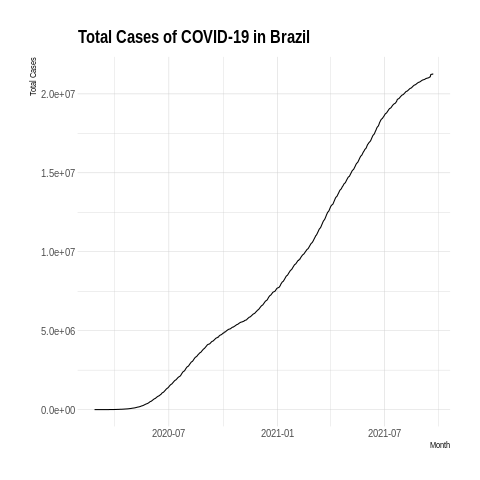 Total Cases of COVID-19 in Brazil
Total Cases
2.0e+07
1.5e+07
1.0e+07
5.0e+06
0.0e+00
2020-07 2021-01 2021-07
Month